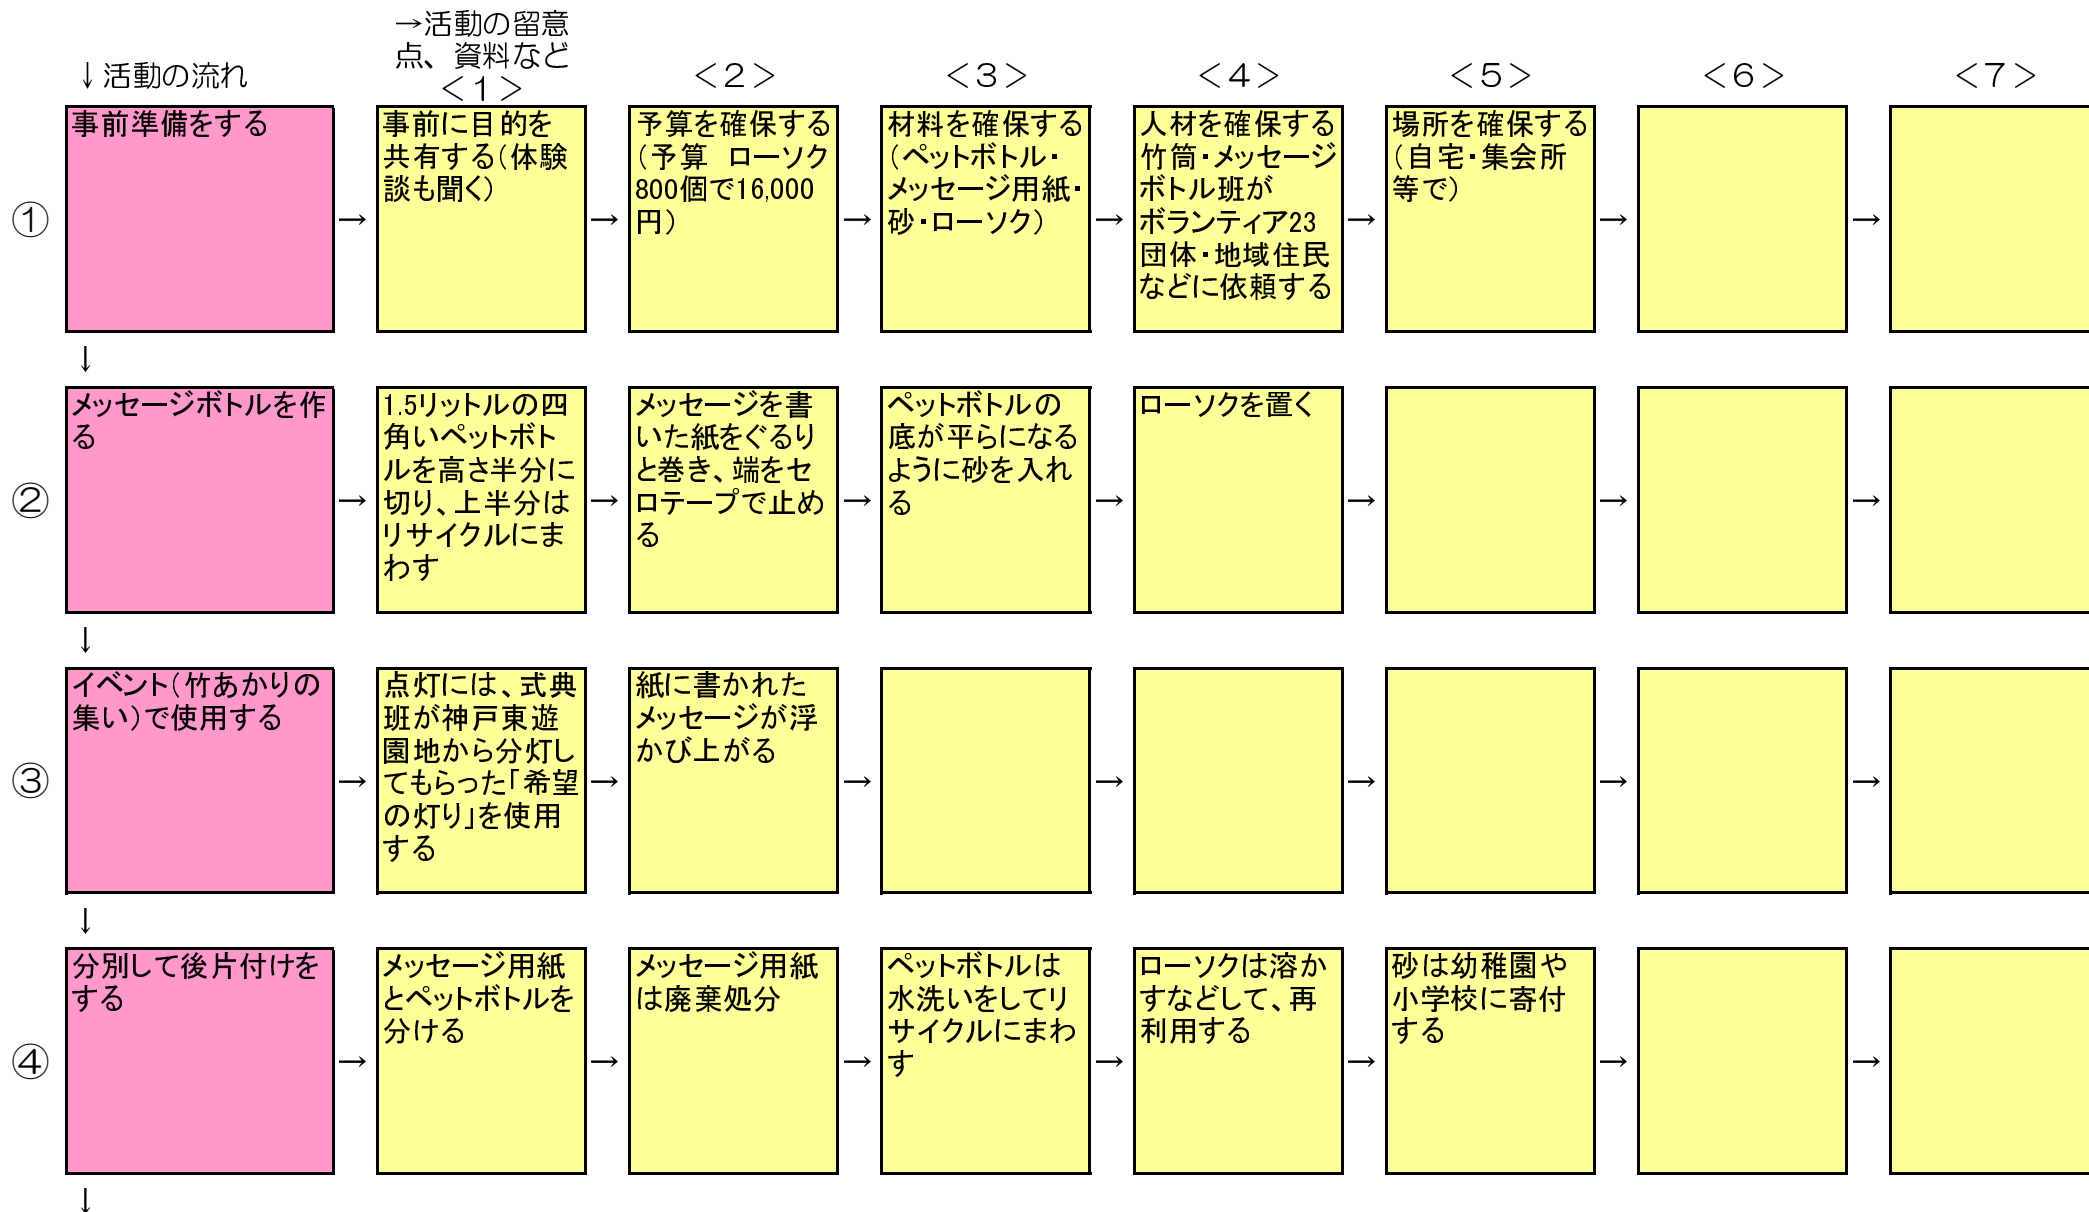 ↓活動の流れ
→活動の留意
点、資料など
＜１＞
＜２＞
＜３＞
＜４＞
＜５＞
＜６＞
＜７＞
①
事前準備をする
→
事前に目的を
共有する（体験
談も聞く）
→
予算を確保する
（予算　ローソク
800個で16,000
円）
→
材料を確保する
（ペットボトル・
メッセージ用紙・
砂・ローソク）
→
人材を確保する
竹筒・メッセージ
ボトル班が
ボランティア23
団体・地域住民
などに依頼する
→
場所を確保する
（自宅・集会所
等で）
→
→
↓
②
メッセージボトルを作
る
→
1.5リットルの四
角いペットボト
ルを高さ半分に
切り、上半分は
リサイクルにま
わす
→
メッセージを書
いた紙をぐるり
と巻き、端をセ
ロテープで止め
る
→
ペットボトルの
底が平らになる
ように砂を入れ
る
→
ローソクを置く
→
→
→
↓
③
イベント（竹あかりの
集い）で使用する
→
点灯には、式典
班が神戸東遊
園地から分灯し
てもらった「希望
の灯り」を使用
する
→
紙に書かれた
メッセージが浮
かび上がる
→
→
→
→
→
↓
④
分別して後片付けを
する
→
メッセージ用紙
とペットボトルを
分ける
→
メッセージ用紙
は廃棄処分
→
ペットボトルは
水洗いをしてリ
サイクルにまわ
す
→
ローソクは溶か
すなどして、再
利用する
→
砂は幼稚園や
小学校に寄付
する
→
→
↓